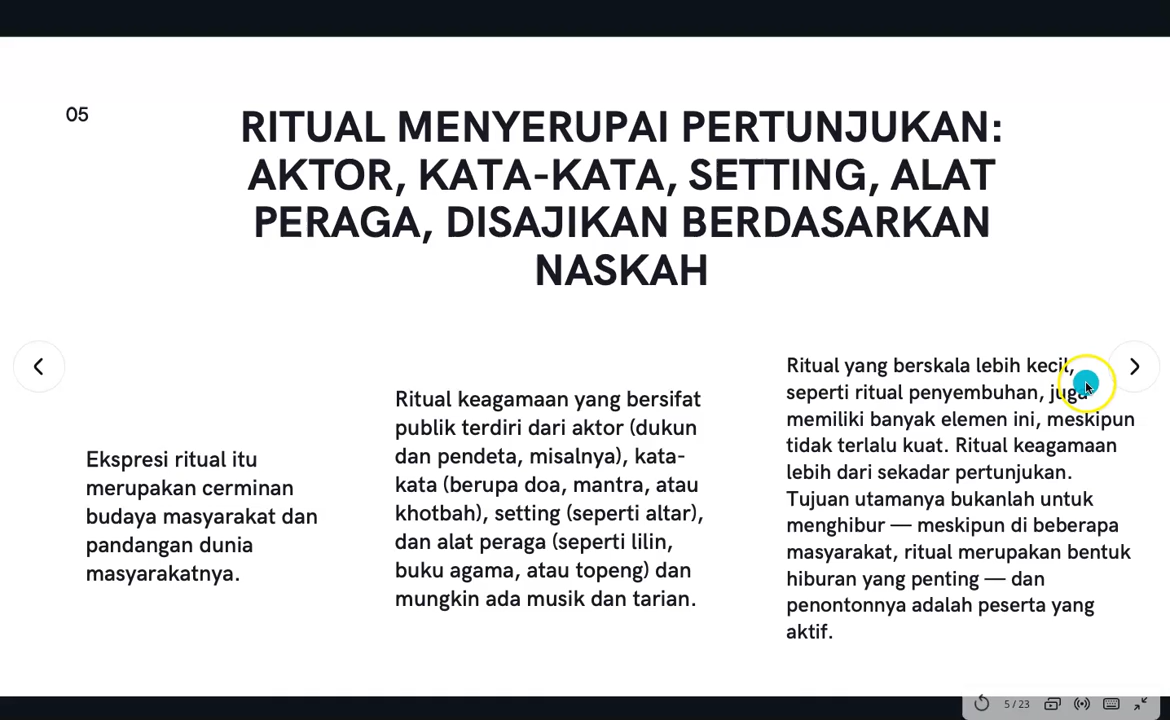 05
RITUAL MENYERUPAI PERTUNJUKAN:
AKTOR, KATA-KATA, SETTING, ALAT
PERAGA, DISAJIKAN BERDASARKAN
NASKAH
Ekspresi ritual itu
merupakan cerminan
budaya masyarakat dan
pandangan dunia
masyarakatnya.
Ritual keagamaan yang bersifat
publik terdiri dari aktor (dukun
dan pendeta, misalnya), kata-
kata (berupa doa, mantra, atau
khotbah), setting (seperti altar),
dan alat peraga (seperti lilin,
buku agama, atau topeng) dan
mungkin ada musik dan tarian.
Ritual yang berskala lebih kecil,
seperti ritual penyembuhan, juga
memiliki banyak elemen ini, meskipun
tidak terlalu kuat. Ritual keagamaan
lebih dari sekadar pertunjukan.
Tujuan utamanya bukanlah untuk
menghibur — meskipun di beberapa
masyarakat, ritual merupakan bentuk
hiburan yang penting — dan
penontonnya adalah peserta yang
aktif.
5 / 23